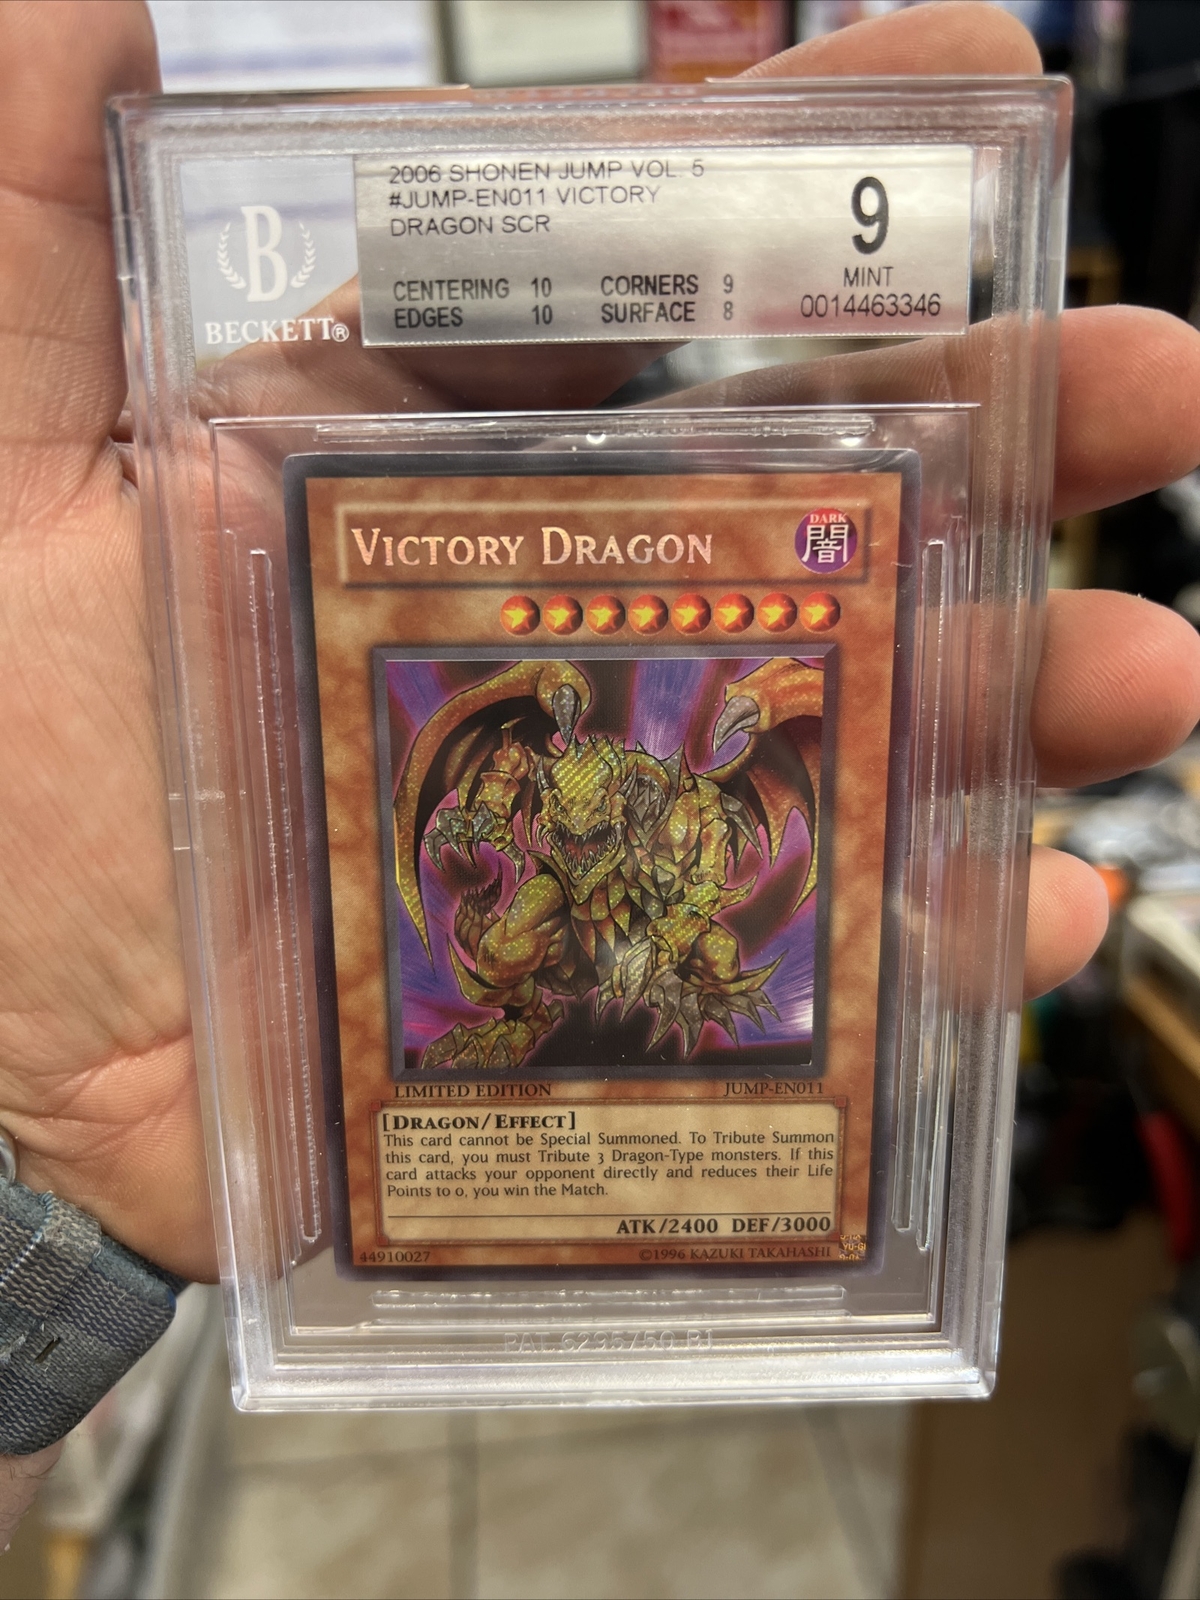 2006 SHONEN JUMP VOL. 5
#JUMP-EN011 VICTORY
DRAGON SCR
CENTERING 10 CORNERS 9
EDGES 10 SURFACE 8
9
MINT
0014463346
B
BECKETT®
VICTORY DRAGON
DARK
闇
LIMITED EDITION JUMP-EN011
[DRAGON/EFFECT]
This card cannot be Special Summoned. To Tribute Summon
this card, you must Tribute 3 Dragon-Type monsters. If this
card attacks your opponent directly and reduces their Life
Points to 0, you win the Match.
ATK/2400 DEF/3000
44910027 ©1996 KAZUKI TAKAHASHI
YU-GI